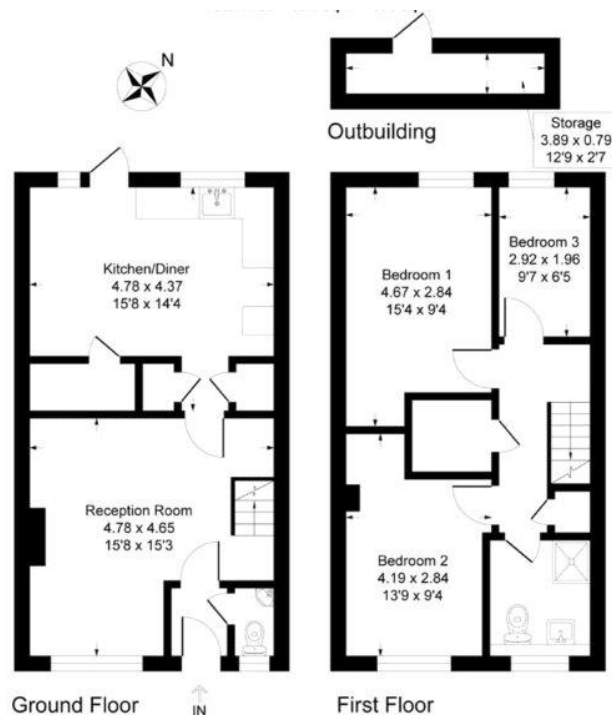 N
Outbuilding
Storage
3.89 x 0.79
12'9 x 2'7
Kitchen/Diner
4.78 x 4.37
15'8 x 14'4
Bedroom 1
4.67 x 2.84
15'4 x 9'4
Bedroom 3
2.92 x 1.96
9'7 x 6'5
Reception Room
4.78 x 4.65
15'8 x 15'3
Bedroom 2
4.19 x 2.84
13'9 x 9'4
Ground Floor
IN
First Floor